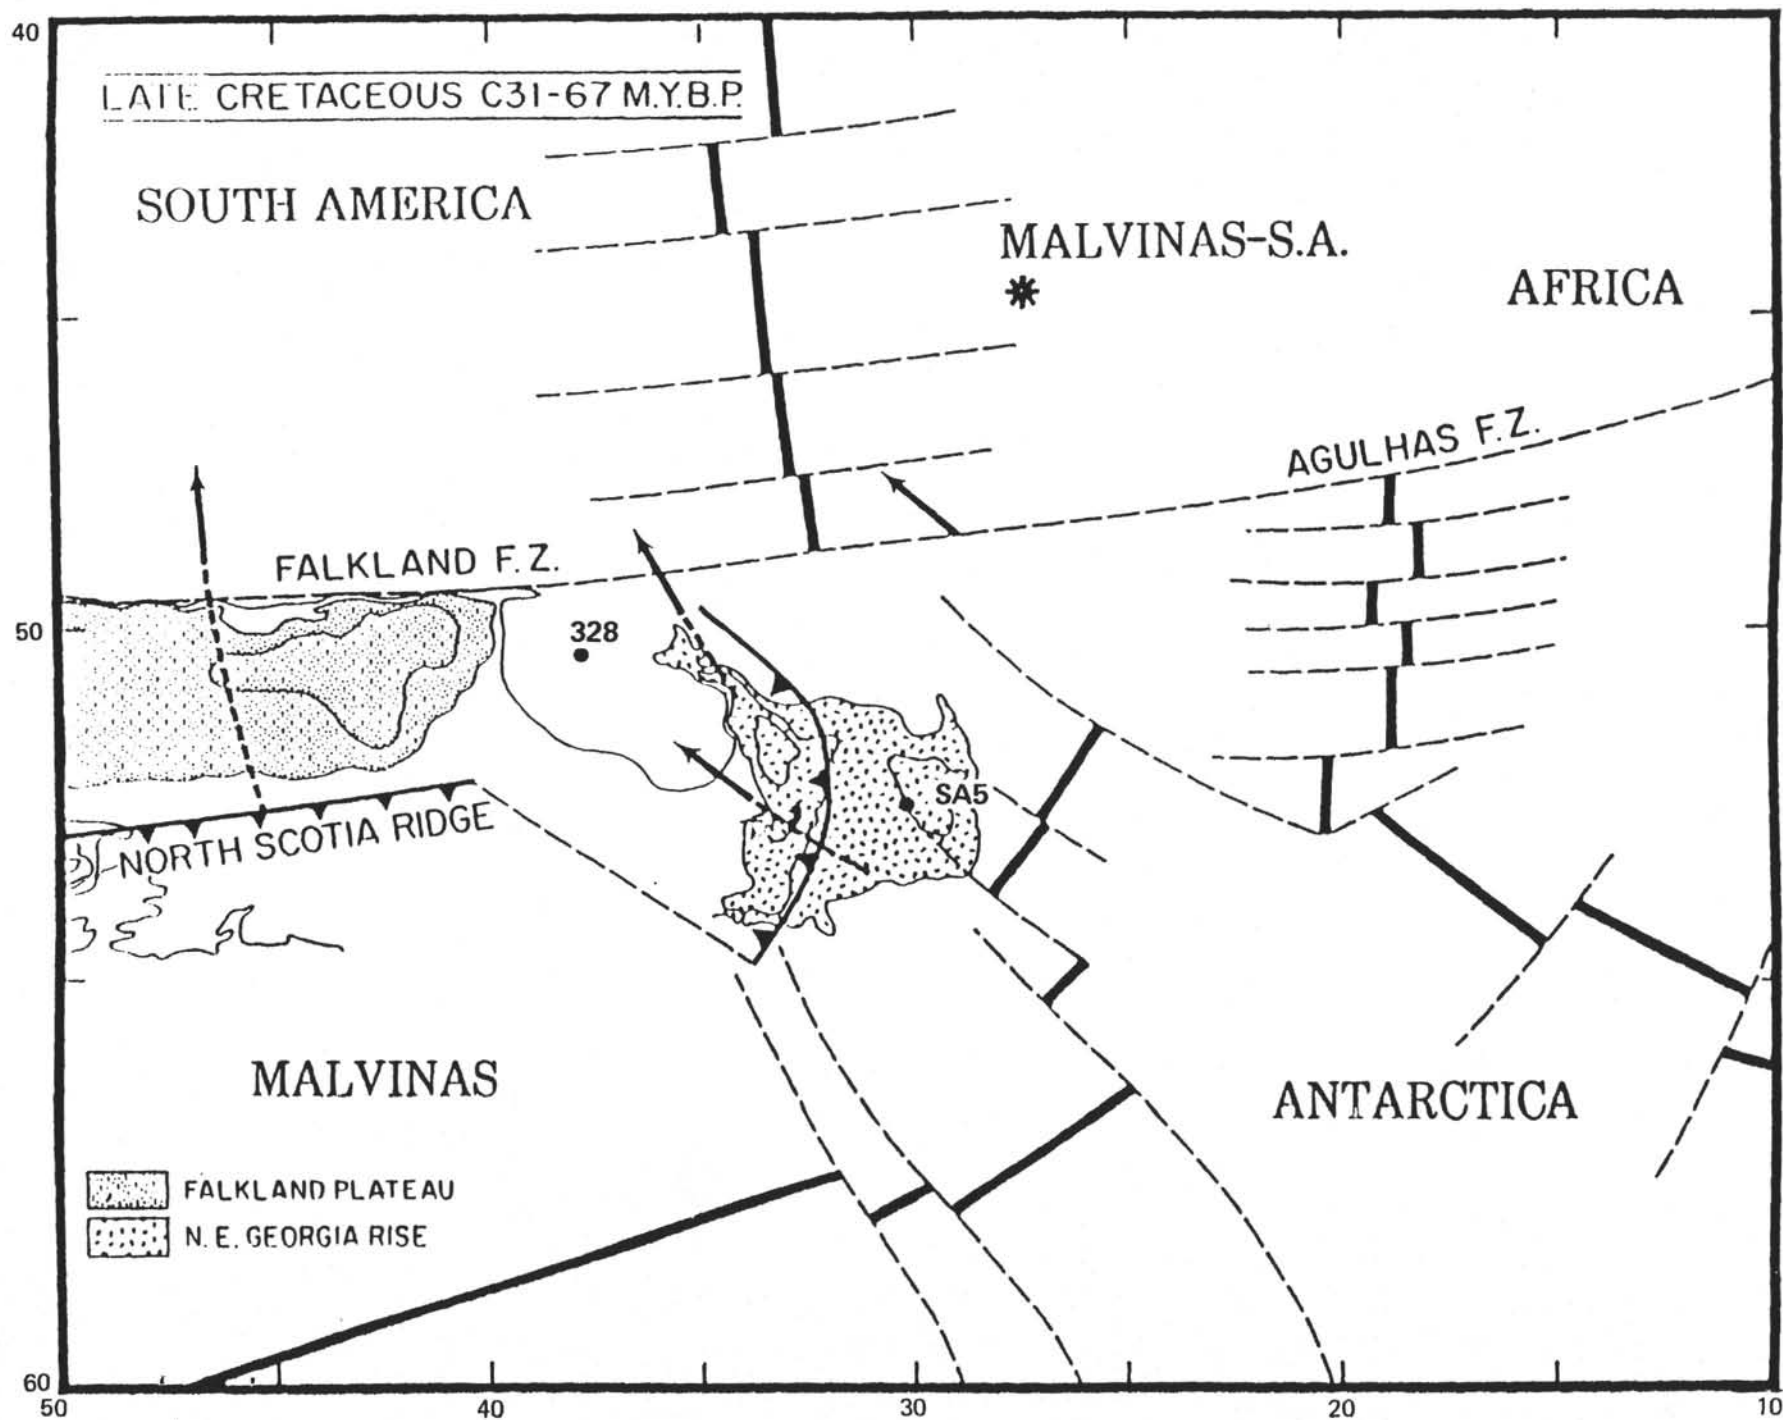 40
LATE CRETACEOUS C31-67 M.Y.B.P.
SOUTH AMERICA
MALVINAS-S.A.
AFRICA
AGULHAS F.Z.
FALKLAND F.Z.
50
328
SA5
NORTH SCOTIA RIDGE
MALVINAS
ANTARCTICA
FALKLAND PLATEAU
N.E. GEORGIA RISE
60
50 40 30 20 10